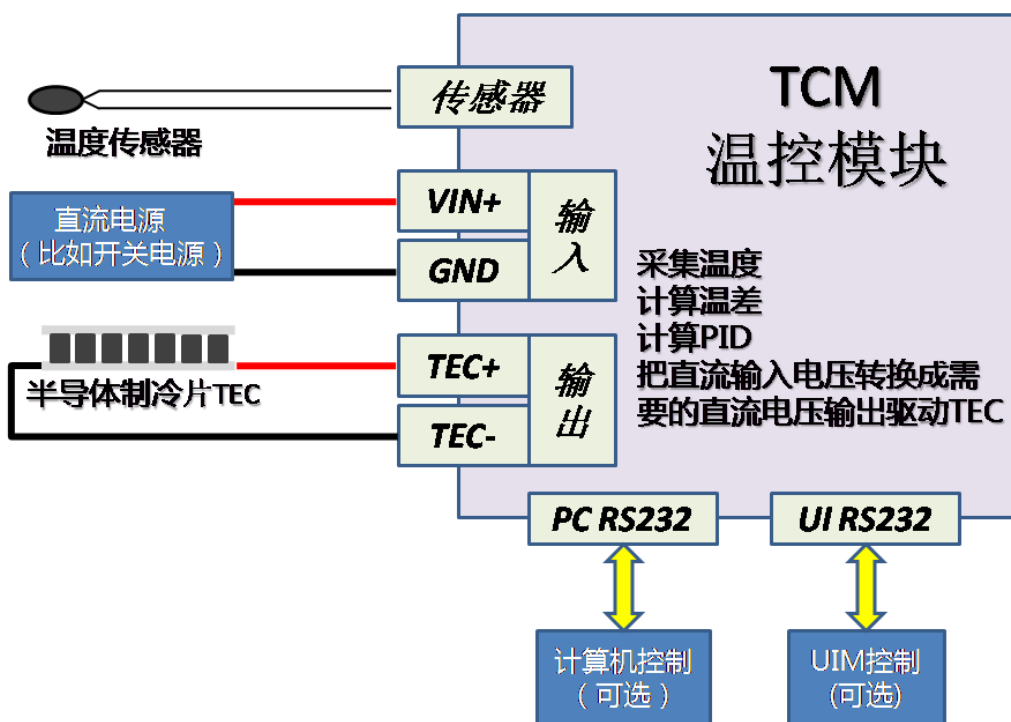 传感器
TCM
温控模块
温度传感器
直流电源
（比如开关电源）
VIN+
GND
输入
采集温度
计算温差
计算PID
把直流输入电压转换成需
要的直流电压输出驱动TEC
半导体制冷片TEC
TEC+
TEC-
输出
PC RS232
UI RS232
计算机控制
（可选）
UIM控制
(可选)